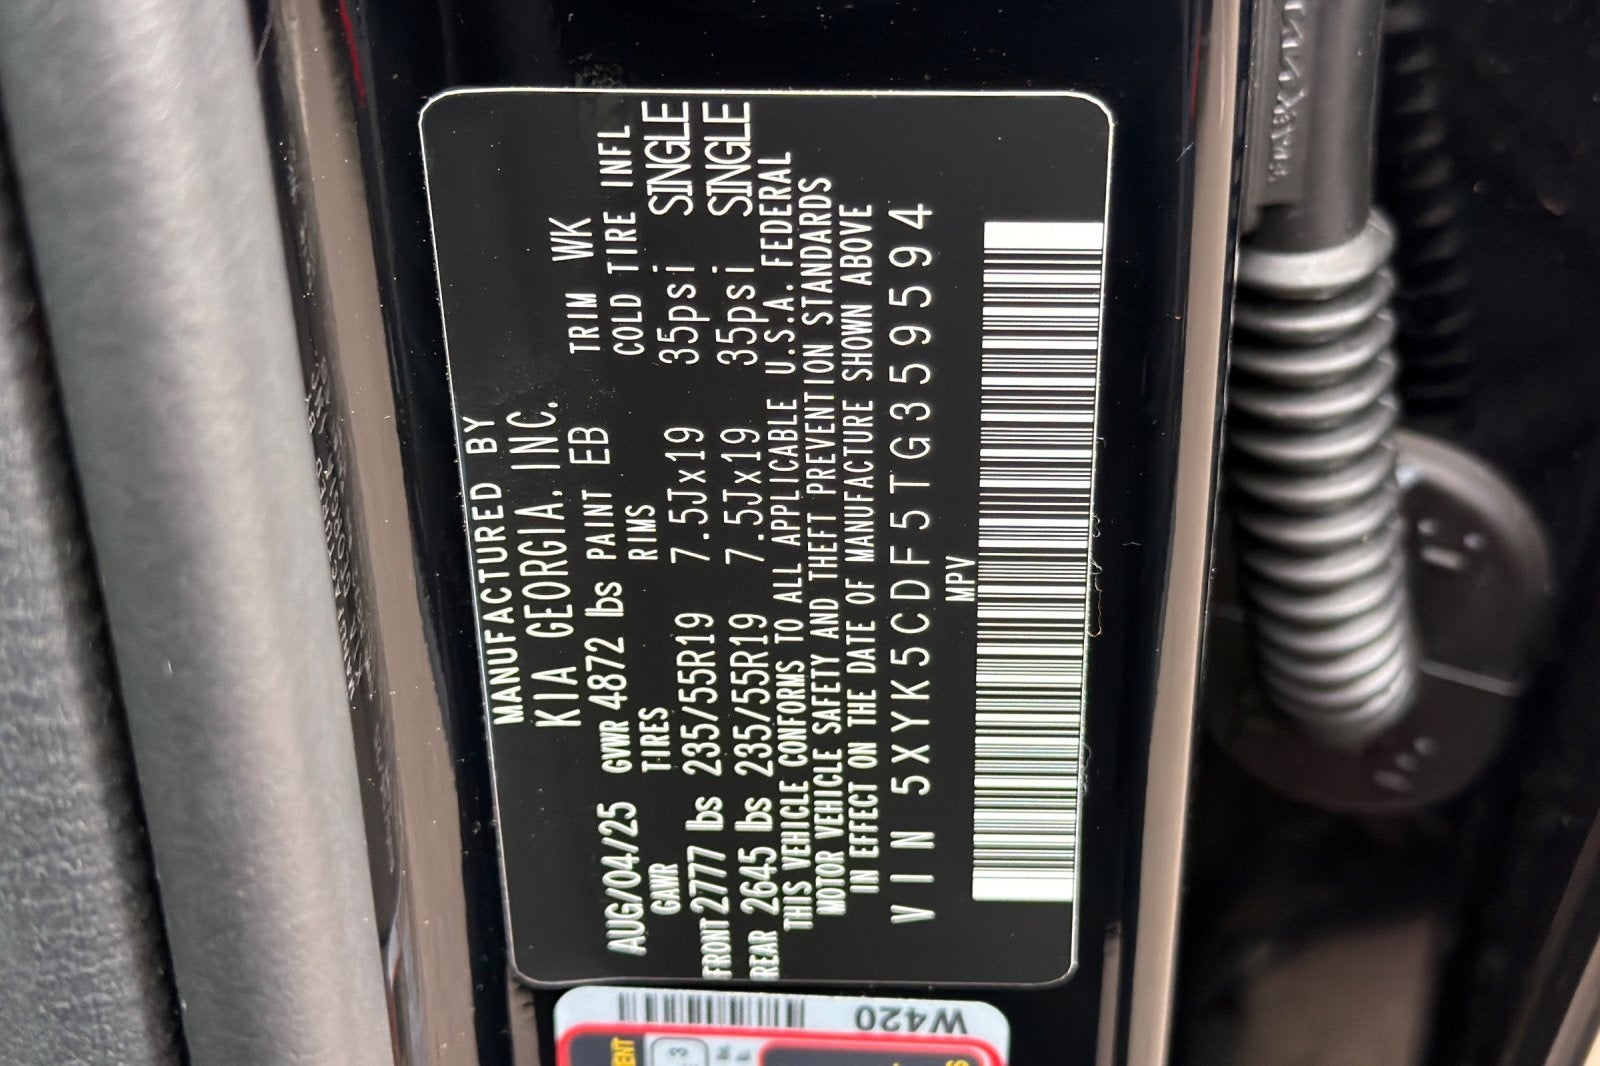 MANUFACTURED BY
KIA GEORGIA. INC.
TRIM WK
AUG/04/25 GVWR 4872 lbs PAINT EB
GAWR TIRES RIMS COLD TIRE INFL
FRONT 2777 lbs 235/55R19 7.5Jx19 35psi SINGLE
REAR 2645 lbs 235/55R19 7.5Jx19 35psi SINGLE
THIS VEHICLE CONFORMS TO ALL APPLICABLE U.S.A. FEDERAL
MOTOR VEHICLE SAFETY AND THEFT PREVENTION STANDARDS
IN EFFECT ON THE DATE OF MANUFACTURE SHOWN ABOVE
VIN 5XYK5CDF5TG359594
MPV
W420
3